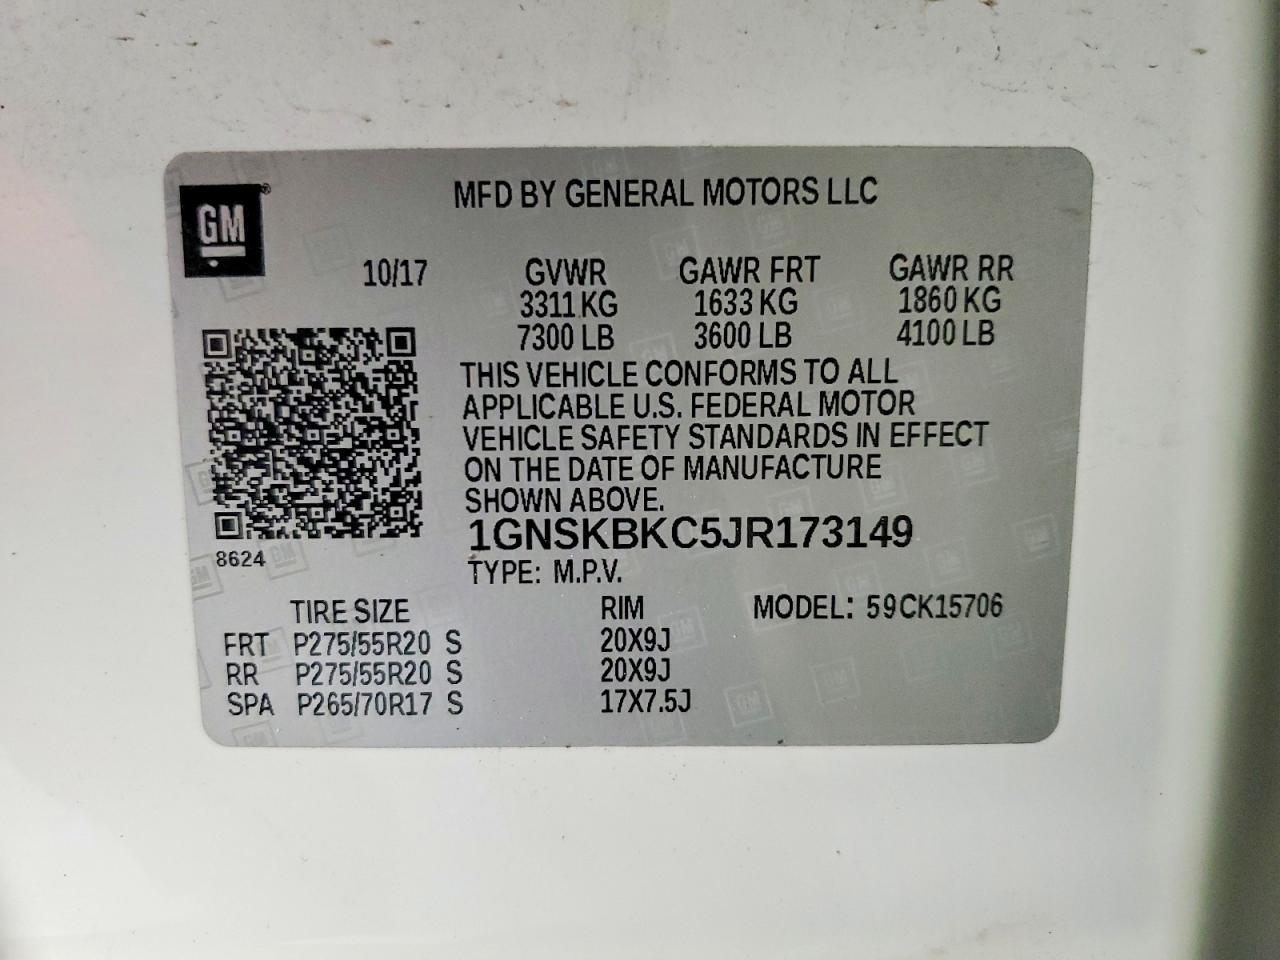 GM ®
MFD BY GENERAL MOTORS LLC
10/17 GVWR GAWR FRT GAWR RR
3311 KG 1633 KG 1860 KG
7300 LB 3600 LB 4100 LB
THIS VEHICLE CONFORMS TO ALL
APPLICABLE U.S. FEDERAL MOTOR
VEHICLE SAFETY STANDARDS IN EFFECT
ON THE DATE OF MANUFACTURE
SHOWN ABOVE.
1GNSKBKC5JR173149
8624
TYPE: M.P.V.
TIRE SIZE RIM MODEL: 59CK15706
FRT P275/55R20 S 20X9J
RR P275/55R20 S 20X9J
SPA P265/70R17 S 17X7.5J